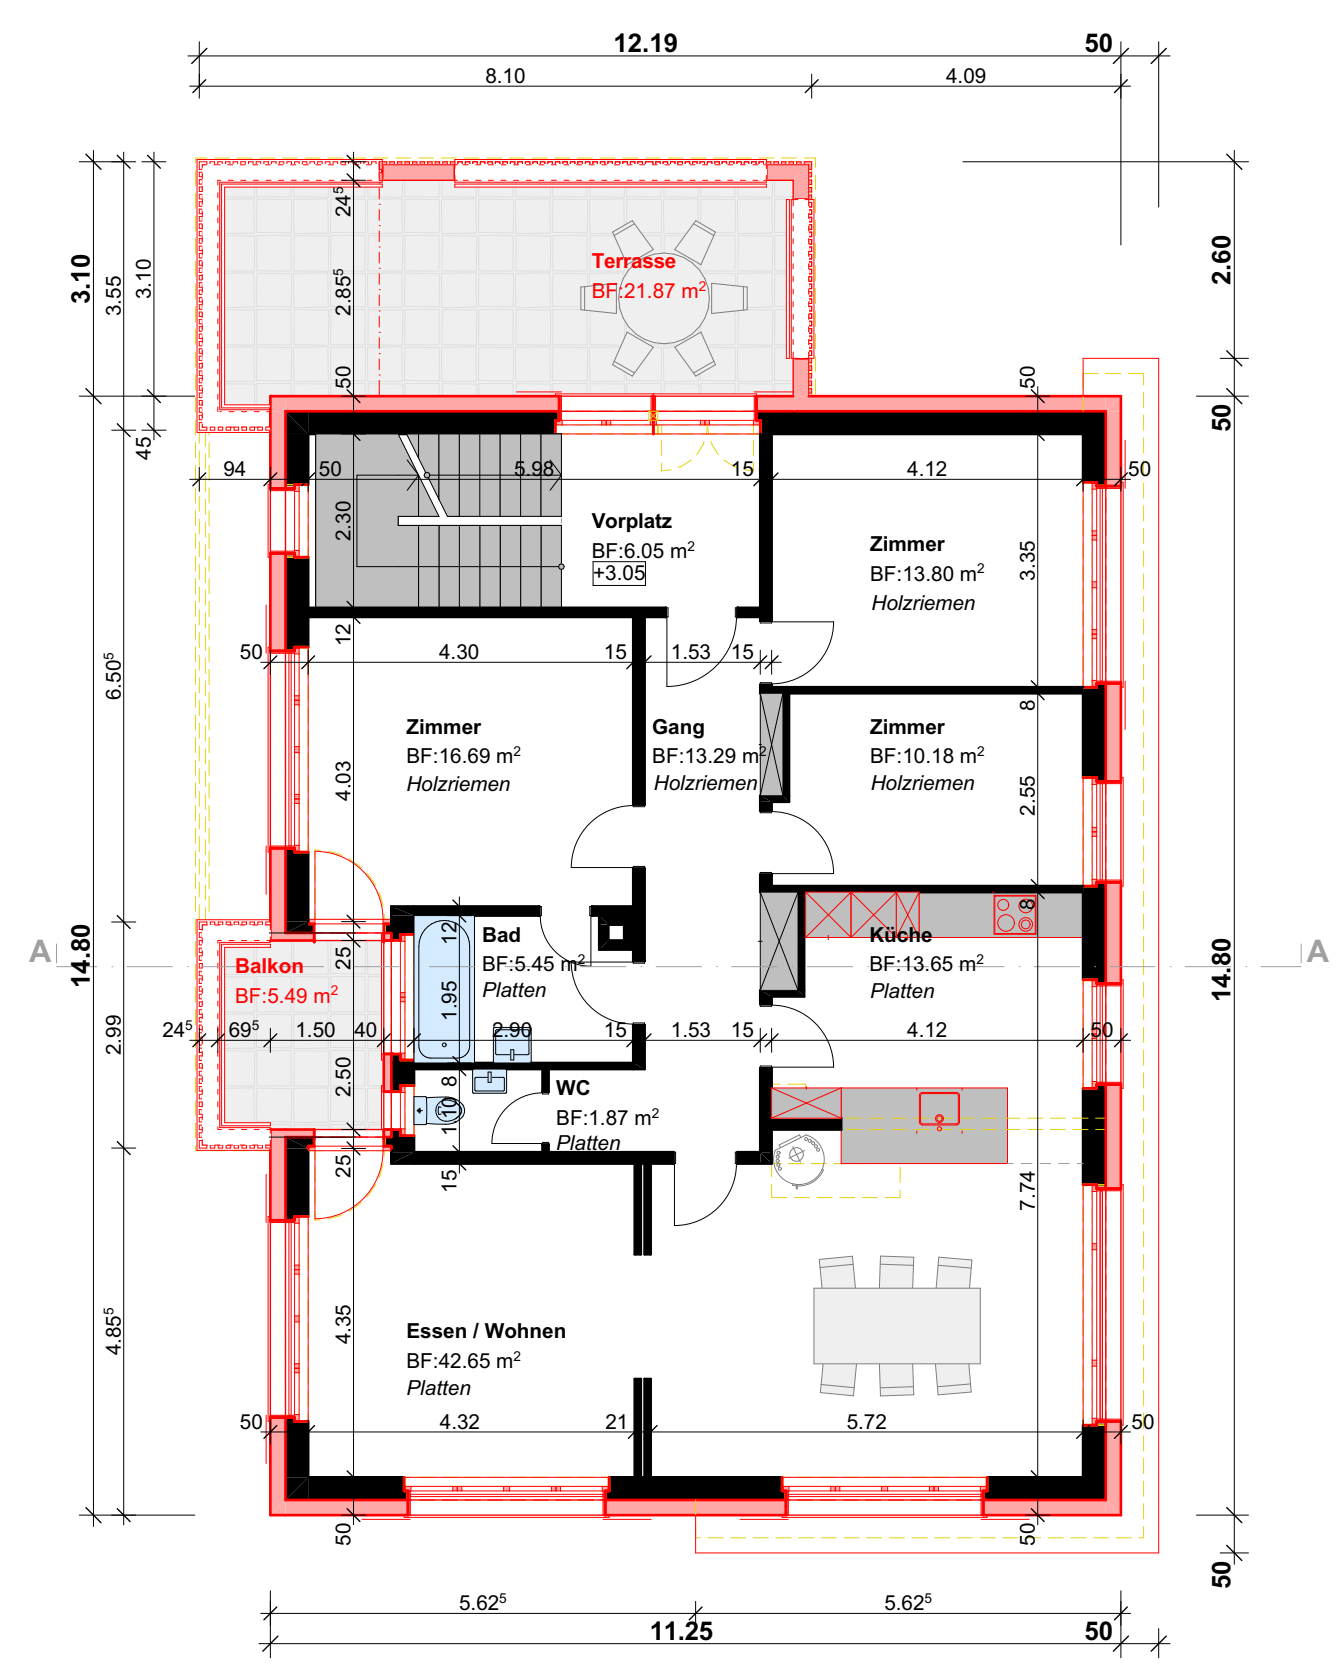 12.19
50
8.10
4.09
3.10
3.55
3.10
24⁵
2.85⁵
50
Terrasse
BF:21.87 m²
2.60
50
50
45
94
50
5.98
15
4.12
50
2.30
Vorplatz
BF:6.05 m²
+3.05
Zimmer
BF:13.80 m²
Holzriemen
3.35
12
50
4.30
15
1.53
15
6.50⁵
8
Zimmer
BF:16.69 m²
Holzriemen
Gang
BF:13.29 m²
Holzriemen
Zimmer
BF:10.18 m²
Holzriemen
4.03
2.55
8
12
Bad
BF:5.45 m²
Platten
Küche
BF:13.65 m²
Platten
A
A
14.80
14.80
Balkon
BF:5.49 m²
25
1.95
2.99
24⁵
69⁵
1.50
40
2.90
15
1.53
15
4.12
50
2.50
8
1.10
WC
BF:1.87 m²
Platten
25
15
7.74
4.85⁵
4.35
Essen / Wohnen
BF:42.65 m²
Platten
50
4.32
21
5.72
50
50
50
50
5.62⁵
5.62⁵
11.25
50